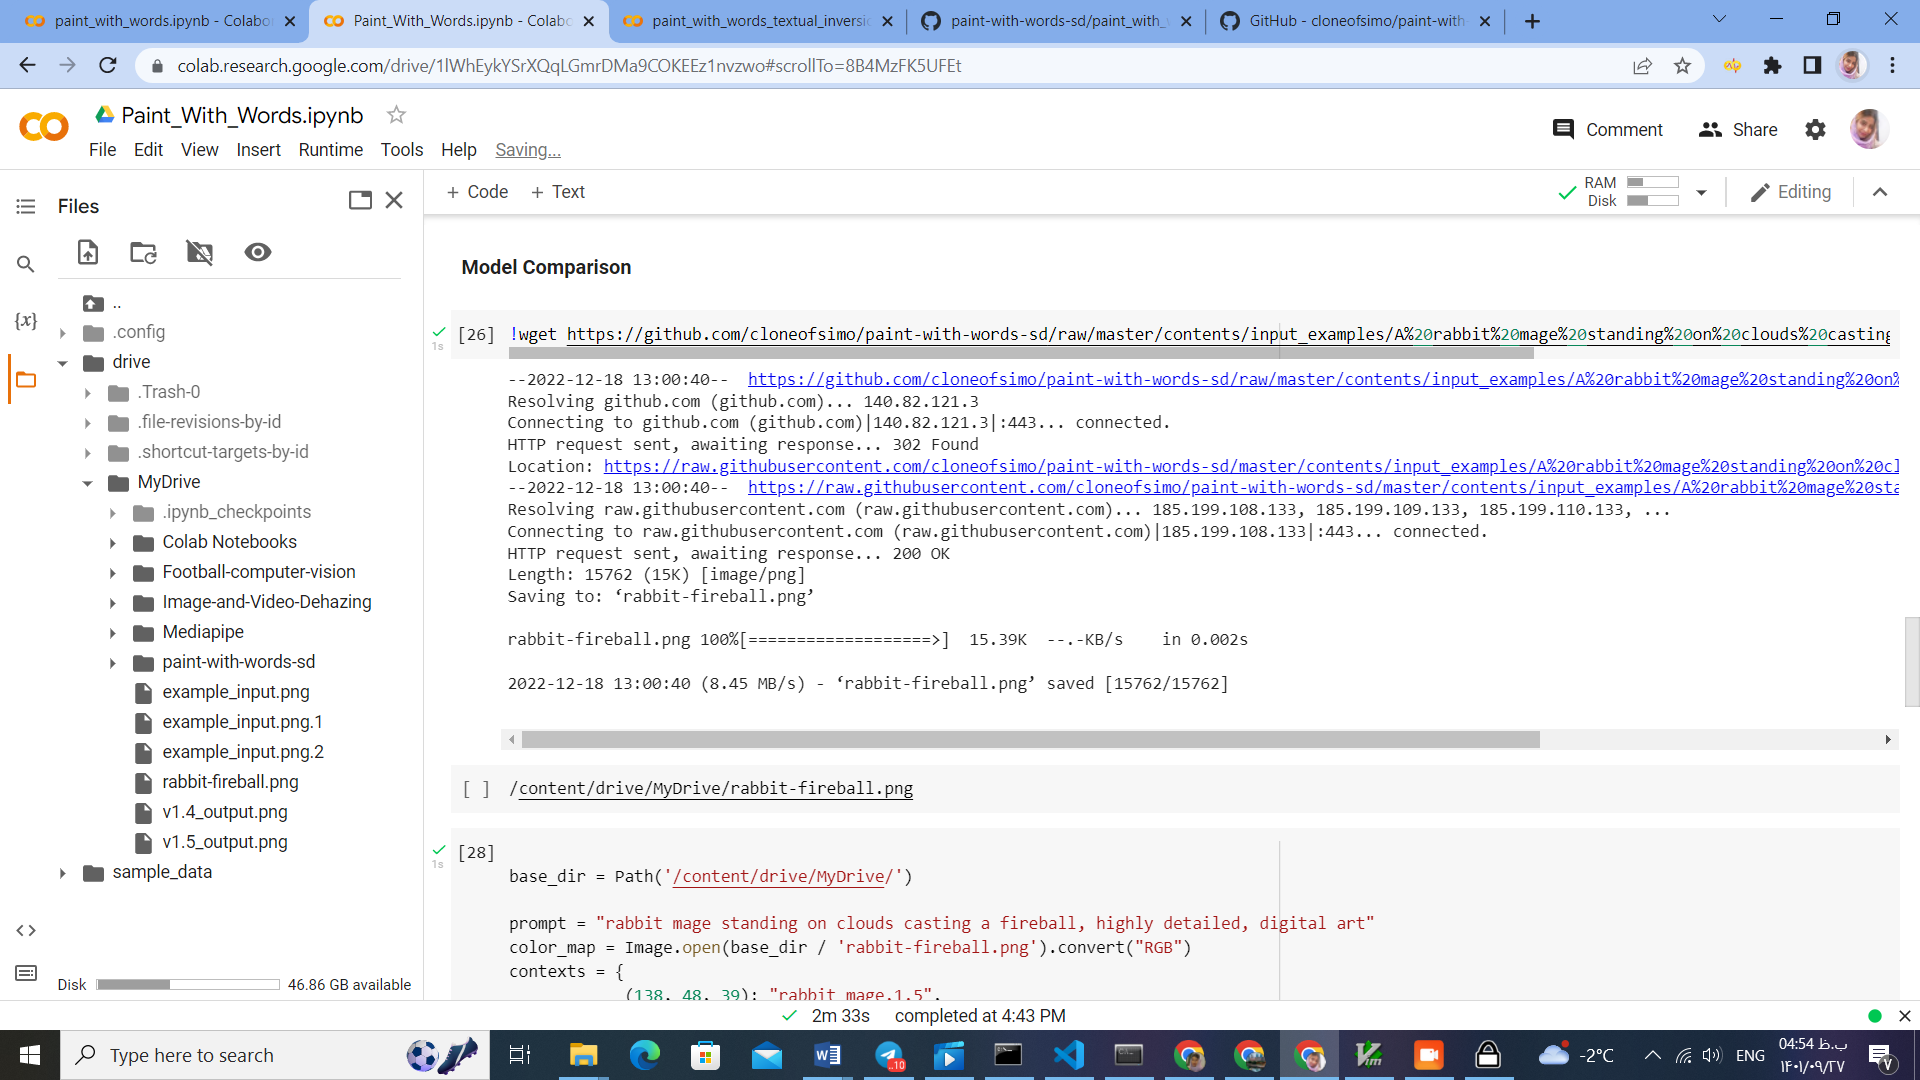 paint_with_words.ipynb - Colabo
Paint_With_Words.ipynb - Colabo
paint_with_words_textual_inversio
paint-with-words-sd/paint_with_
GitHub - cloneofsimo/paint-with
colab.research.google.com/drive/1lWhEykYSrXQqLGmrDMa9COKEEz1nvzwo#scrollTo=8B4MzFK5UFEt
Paint_With_Words.ipynb
Comment
Share
File Edit View Insert Runtime Tools Help Saving...
Files
+ Code + Text
RAM
Disk
Editing
..
.config
drive
.Trash-0
.file-revisions-by-id
.shortcut-targets-by-id
MyDrive
.ipynb_checkpoints
Colab Notebooks
Football-computer-vision
Image-and-Video-Dehazing
Mediapipe
paint-with-words-sd
example_input.png
example_input.png.1
example_input.png.2
rabbit-fireball.png
v1.4_output.png
v1.5_output.png
sample_data
Disk 46.86 GB available
{x}
Model Comparison
1s
[26] !wget https://github.com/cloneofsimo/paint-with-words-sd/raw/master/contents/input_examples/A%20rabbit%20mage%20standing%20on%20clouds%20casting
--2022-12-18 13:00:40--  https://github.com/cloneofsimo/paint-with-words-sd/raw/master/contents/input_examples/A%20rabbit%20mage%20standing%20on%
Resolving github.com (github.com)... 140.82.121.3
Connecting to github.com (github.com)|140.82.121.3|:443... connected.
HTTP request sent, awaiting response... 302 Found
Location: https://raw.githubusercontent.com/cloneofsimo/paint-with-words-sd/master/contents/input_examples/A%20rabbit%20mage%20standing%20on%20cl
--2022-12-18 13:00:40--  https://raw.githubusercontent.com/cloneofsimo/paint-with-words-sd/master/contents/input_examples/A%20rabbit%20mage%20sta
Resolving raw.githubusercontent.com (raw.githubusercontent.com)... 185.199.108.133, 185.199.109.133, 185.199.110.133, ...
Connecting to raw.githubusercontent.com (raw.githubusercontent.com)|185.199.108.133|:443... connected.
HTTP request sent, awaiting response... 200 OK
Length: 15762 (15K) [image/png]
Saving to: ‘rabbit-fireball.png’
rabbit-fireball.png 100%[===================>]  15.39K  --.-KB/s    in 0.002s
2022-12-18 13:00:40 (8.45 MB/s) - ‘rabbit-fireball.png’ saved [15762/15762]
[ ] /content/drive/MyDrive/rabbit-fireball.png
1s
[28]
base_dir = Path('/content/drive/MyDrive/')
prompt = "rabbit mage standing on clouds casting a fireball, highly detailed, digital art"
color_map = Image.open(base_dir / 'rabbit-fireball.png').convert("RGB")
contexts = {
(138, 48, 39): "rabbit mage,1.5",
2m 33s completed at 4:43 PM
Type here to search
..10
-2°C
ENG
04:54 ب.ظ
۱۴۰۱/۰۹/۲۷